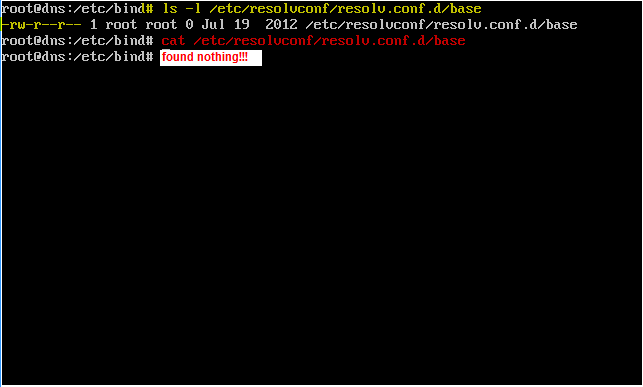 root@dns:/etc/bind# ls -l /etc/resolvconf/resolv.conf.d/base
-rw-r--r-- 1 root root 0 Jul 19  2012 /etc/resolvconf/resolv.conf.d/base
root@dns:/etc/bind# cat /etc/resolvconf/resolv.conf.d/base
root@dns:/etc/bind# found nothing!!!